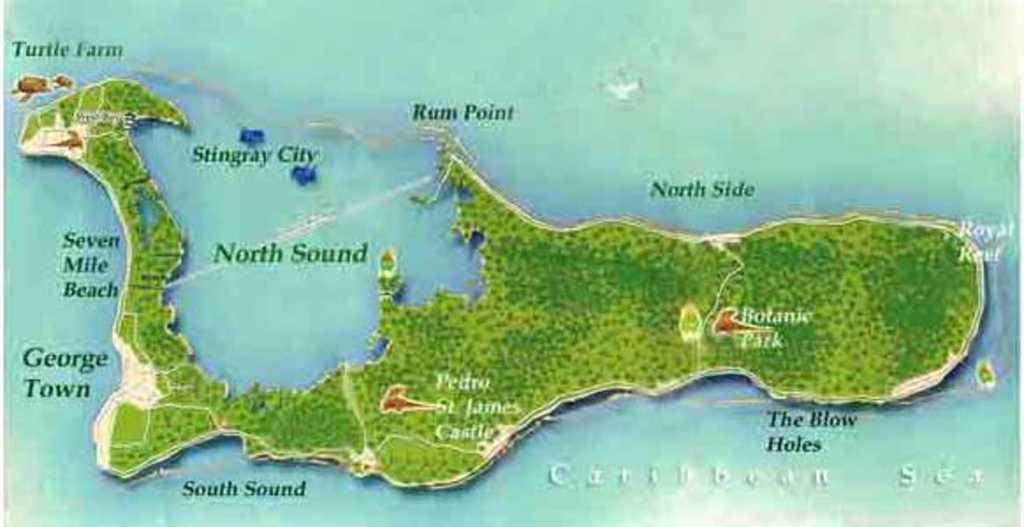 Turtle Farm
Rum Point
Stingray City
North Side
Royal
Reef
Seven
Mile
Beach
North Sound
Botanic
Park
George
Town
Pedro
St. James
Castle
The Blow
Holes
Caribbean Sea
South Sound